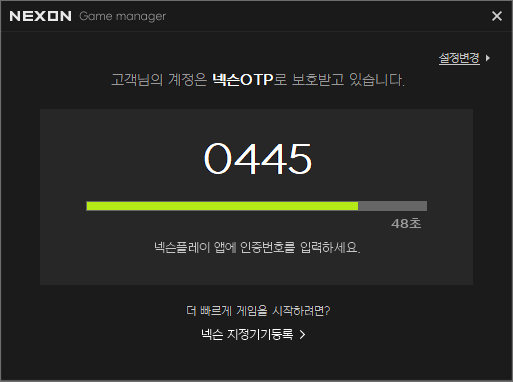 NEXON Game manager
설정변경
고객님의 계정은 넥슨OTP로 보호받고 있습니다.
0445
48초
넥슨플레이 앱에 인증번호를 입력하세요.
더 빠르게 게임을 시작하려면?
넥슨 지정기기등록 >